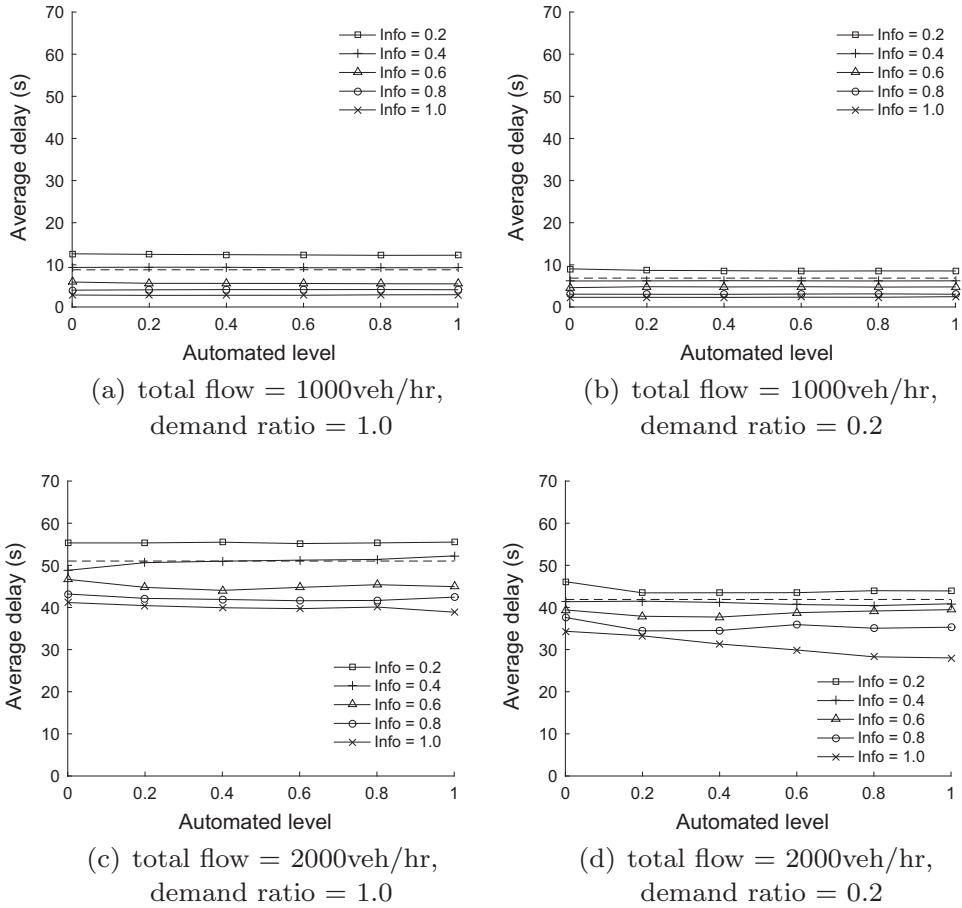 70
60
50
40
30
20
10
0
Average delay (s)
Info = 0.2
Info = 0.4
Info = 0.6
Info = 0.8
Info = 1.0
0 0.2 0.4 0.6 0.8 1
Automated level
(a) total flow = 1000veh/hr,
demand ratio = 1.0
70
60
50
40
30
20
10
0
Average delay (s)
Info = 0.2
Info = 0.4
Info = 0.6
Info = 0.8
Info = 1.0
0 0.2 0.4 0.6 0.8 1
Automated level
(b) total flow = 1000veh/hr,
demand ratio = 0.2
70
60
50
40
30
20
10
0
Average delay (s)
Info = 0.2
Info = 0.4
Info = 0.6
Info = 0.8
Info = 1.0
0 0.2 0.4 0.6 0.8 1
Automated level
(c) total flow = 2000veh/hr,
demand ratio = 1.0
70
60
50
40
30
20
10
0
Average delay (s)
Info = 0.2
Info = 0.4
Info = 0.6
Info = 0.8
Info = 1.0
0 0.2 0.4 0.6 0.8 1
Automated level
(d) total flow = 2000veh/hr,
demand ratio = 0.2